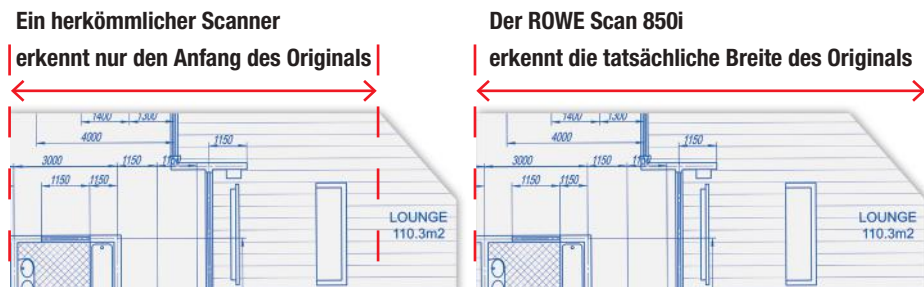 Ein herkömmlicher Scanner
erkennt nur den Anfang des Originals
1400 1300
4000
1150
3000 1150
1150 1150
LOUNGE
110.3m2
Der ROWE Scan 850i
erkennt die tatsächliche Breite des Originals
1400 1300
4000
1150
3000 1150
1150 1150
LOUNGE
110.3m2